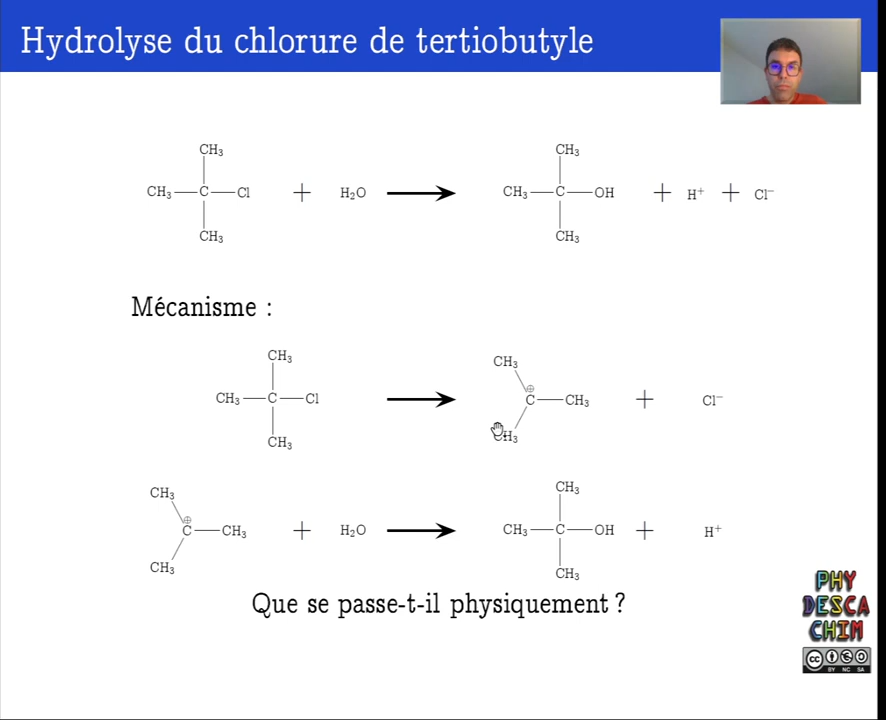 Hydrolyse du chlorure de tertiobutyle
CH₃
CH₃—C—Cl + H₂O → CH₃—C—OH + H⁺ + Cl⁻
CH₃
CH₃
CH₃
Mécanisme :
CH₃
CH₃—C—Cl → C⊕—CH₃ + Cl⁻
CH₃
CH₃
CH₃
CH₃
C⊕—CH₃ + H₂O → CH₃—C—OH + H⁺
CH₃
CH₃
CH₃
Que se passe-t-il physiquement ?
PHY
DESCA
CHIM
cc
BY NC SA